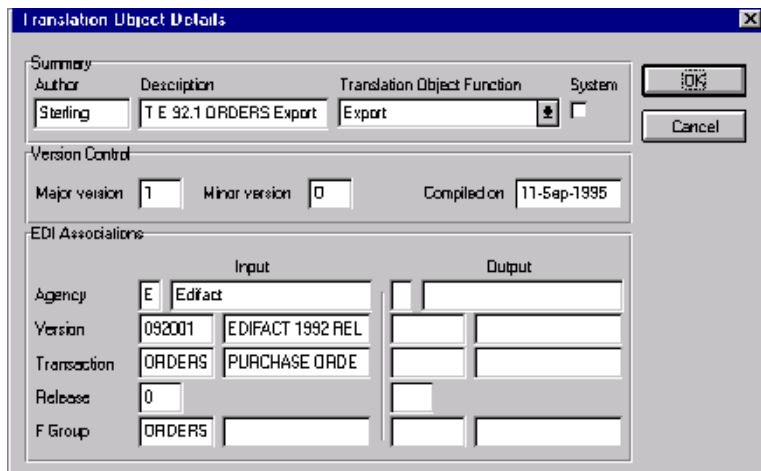 Translation Object Details
Summary
Author Description Translation Object Function System
Sterling T E 92.1 ORDERS Export Export
OK
Cancel
Version Control
Major version 1 Minor version 0 Compiled on 11-Sep-1995
EDI Associations
Input Output
Agency E Edifact
Version 092001 EDIFACT 1992 REL
Transaction ORDERS PURCHASE ORDE
Release 0
F Group ORDERS